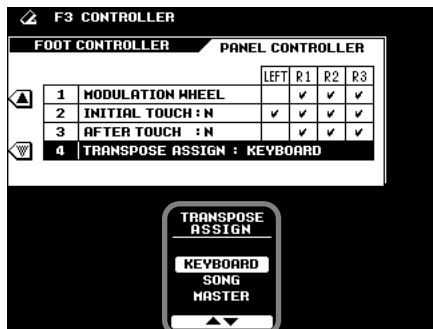 F3 CONTROLLER
FOOT CONTROLLER PANEL CONTROLLER
LEFT R1 R2 R3
1 MODULATION WHEEL ✔ ✔ ✔
2 INITIAL TOUCH : N ✔ ✔ ✔ ✔
3 AFTER TOUCH : N ✔ ✔ ✔
4 TRANSPOSE ASSIGN : KEYBOARD
TRANSPOSE
ASSIGN
KEYBOARD
SONG
MASTER
▲▼